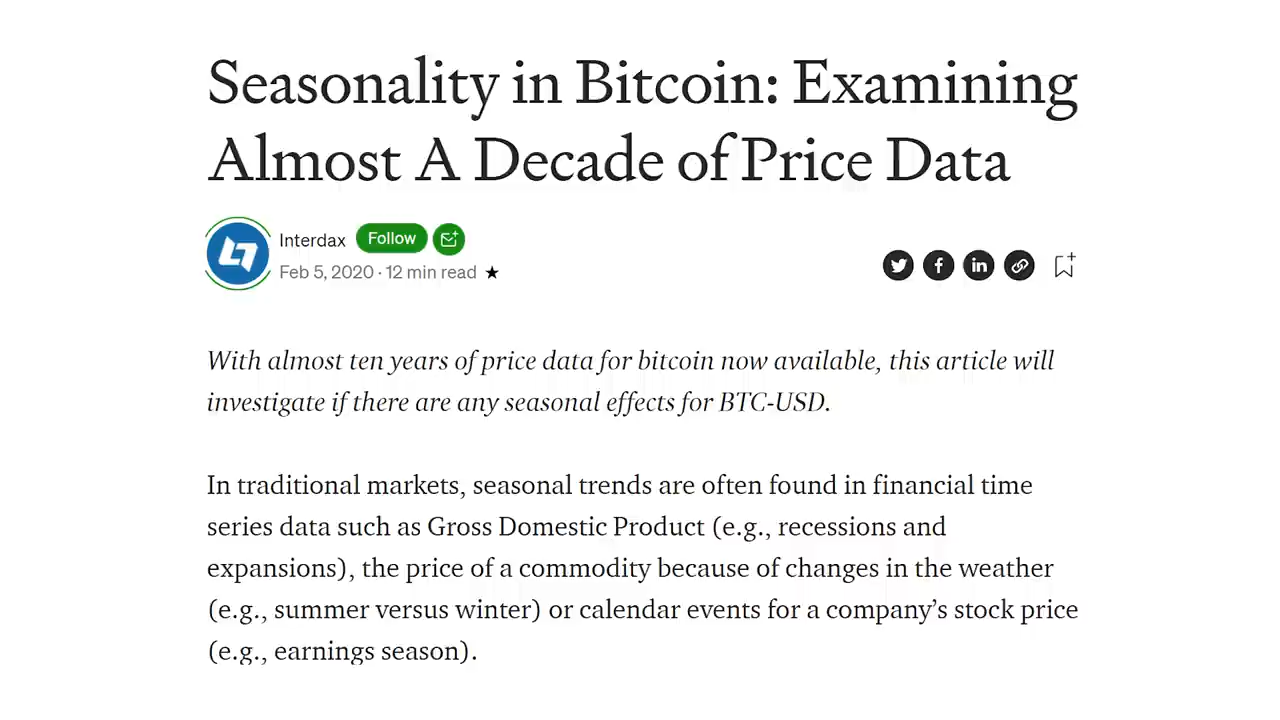 Seasonality in Bitcoin: Examining
Almost A Decade of Price Data
Interdax Follow
Feb 5, 2020 · 12 min read ★
With almost ten years of price data for bitcoin now available, this article will
investigate if there are any seasonal effects for BTC-USD.
In traditional markets, seasonal trends are often found in financial time
series data such as Gross Domestic Product (e.g., recessions and
expansions), the price of a commodity because of changes in the weather
(e.g., summer versus winter) or calendar events for a company’s stock price
(e.g., earnings season).